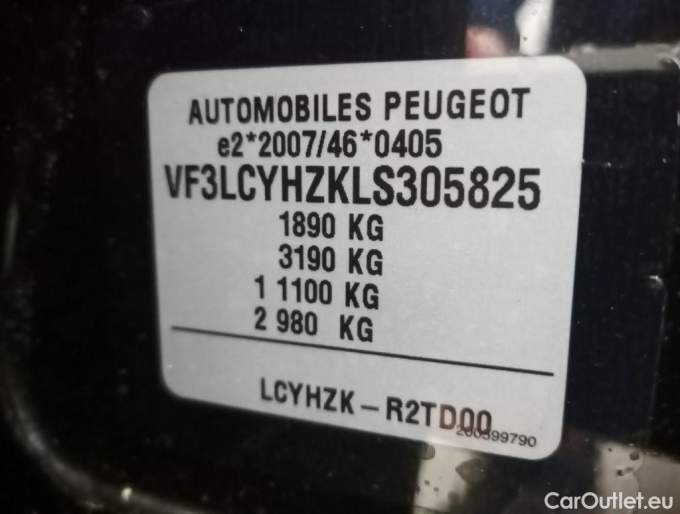 AUTOMOBILES PEUGEOT
e2*2007/46*0405
VF3LCYHZKLS305825
1890 KG
3190 KG
1 1100 KG
2 980 KG
LCYHZK - R2TD00
200399790
CarOutlet.eu